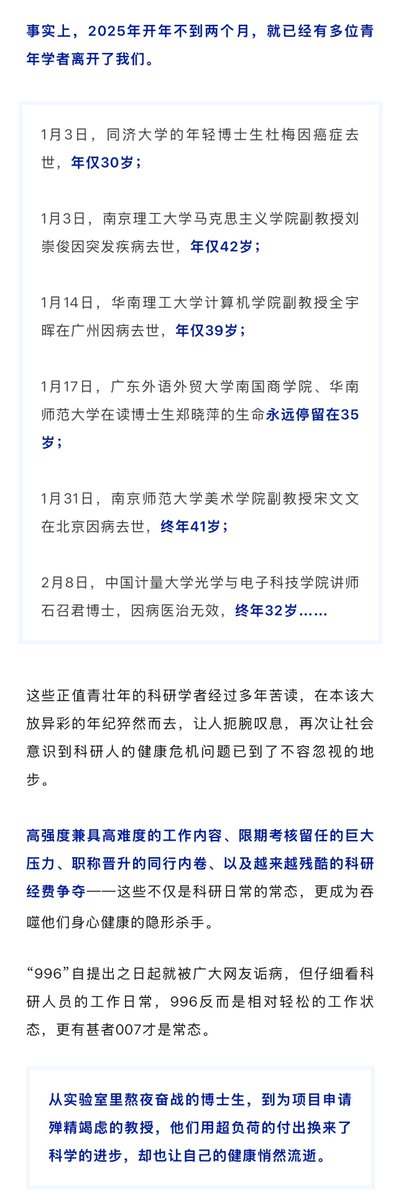 事实上，2025年开年不到两个月，就已经有多位青
年学者离开了我们。
1月3日，同济大学的年轻博士生杜梅因癌症去
世，年仅30岁；
1月3日，南京理工大学马克思主义学院副教授刘
崇俊因突发疾病去世，年仅42岁；
1月14日，华南理工大学计算机学院副教授全宇
晖在广州因病去世，年仅39岁；
1月17日，广东外语外贸大学南国商学院、华南
师范大学在读博士生郑晓萍的生命永远停留在35
岁；
1月31日，南京师范大学美术学院副教授宋文文
在北京因病去世，终年41岁；
2月8日，中国计量大学光学与电子科技学院讲师
石召君博士，因病医治无效，终年32岁……
这些正值青壮年的科研学者经过多年苦读，在本该大
放异彩的年纪猝然而去，让人扼腕叹息，再次让社会
意识到科研人的健康危机问题已到了不容忽视的地
步。
高强度兼具高难度的工作内容、限期考核留任的巨大
压力、职称晋升的同行内卷、以及越来越残酷的科研
经费争夺——这些不仅是科研日常的常态，更成为吞
噬他们身心健康的隐形杀手。
“996”自提出之日起就被广大网友诟病，但仔细看科
研人员的工作日常，996反而是相对轻松的工作状
态，更有甚者007才是常态。
从实验室里熬夜奋战的博士生，到为项目申请
殚精竭虑的教授，他们用超负荷的付出换来了
科学的进步，却也让自己的健康悄然流逝。